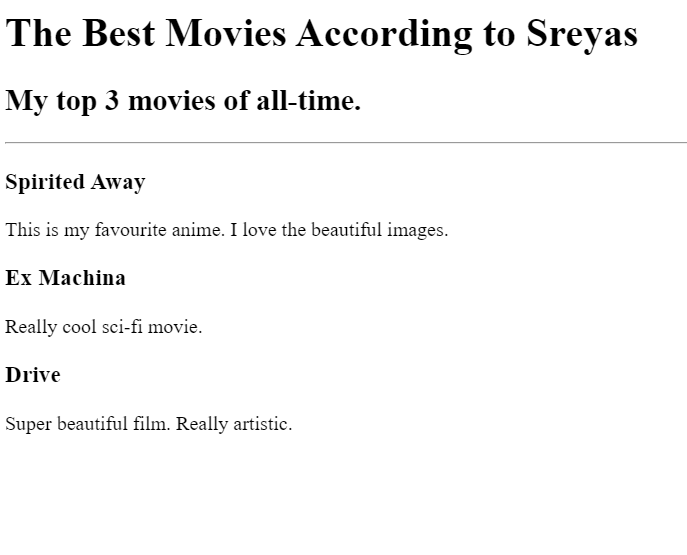 The Best Movies According to Sreyas
My top 3 movies of all-time.
Spirited Away
This is my favourite anime. I love the beautiful images.
Ex Machina
Really cool sci-fi movie.
Drive
Super beautiful film. Really artistic.